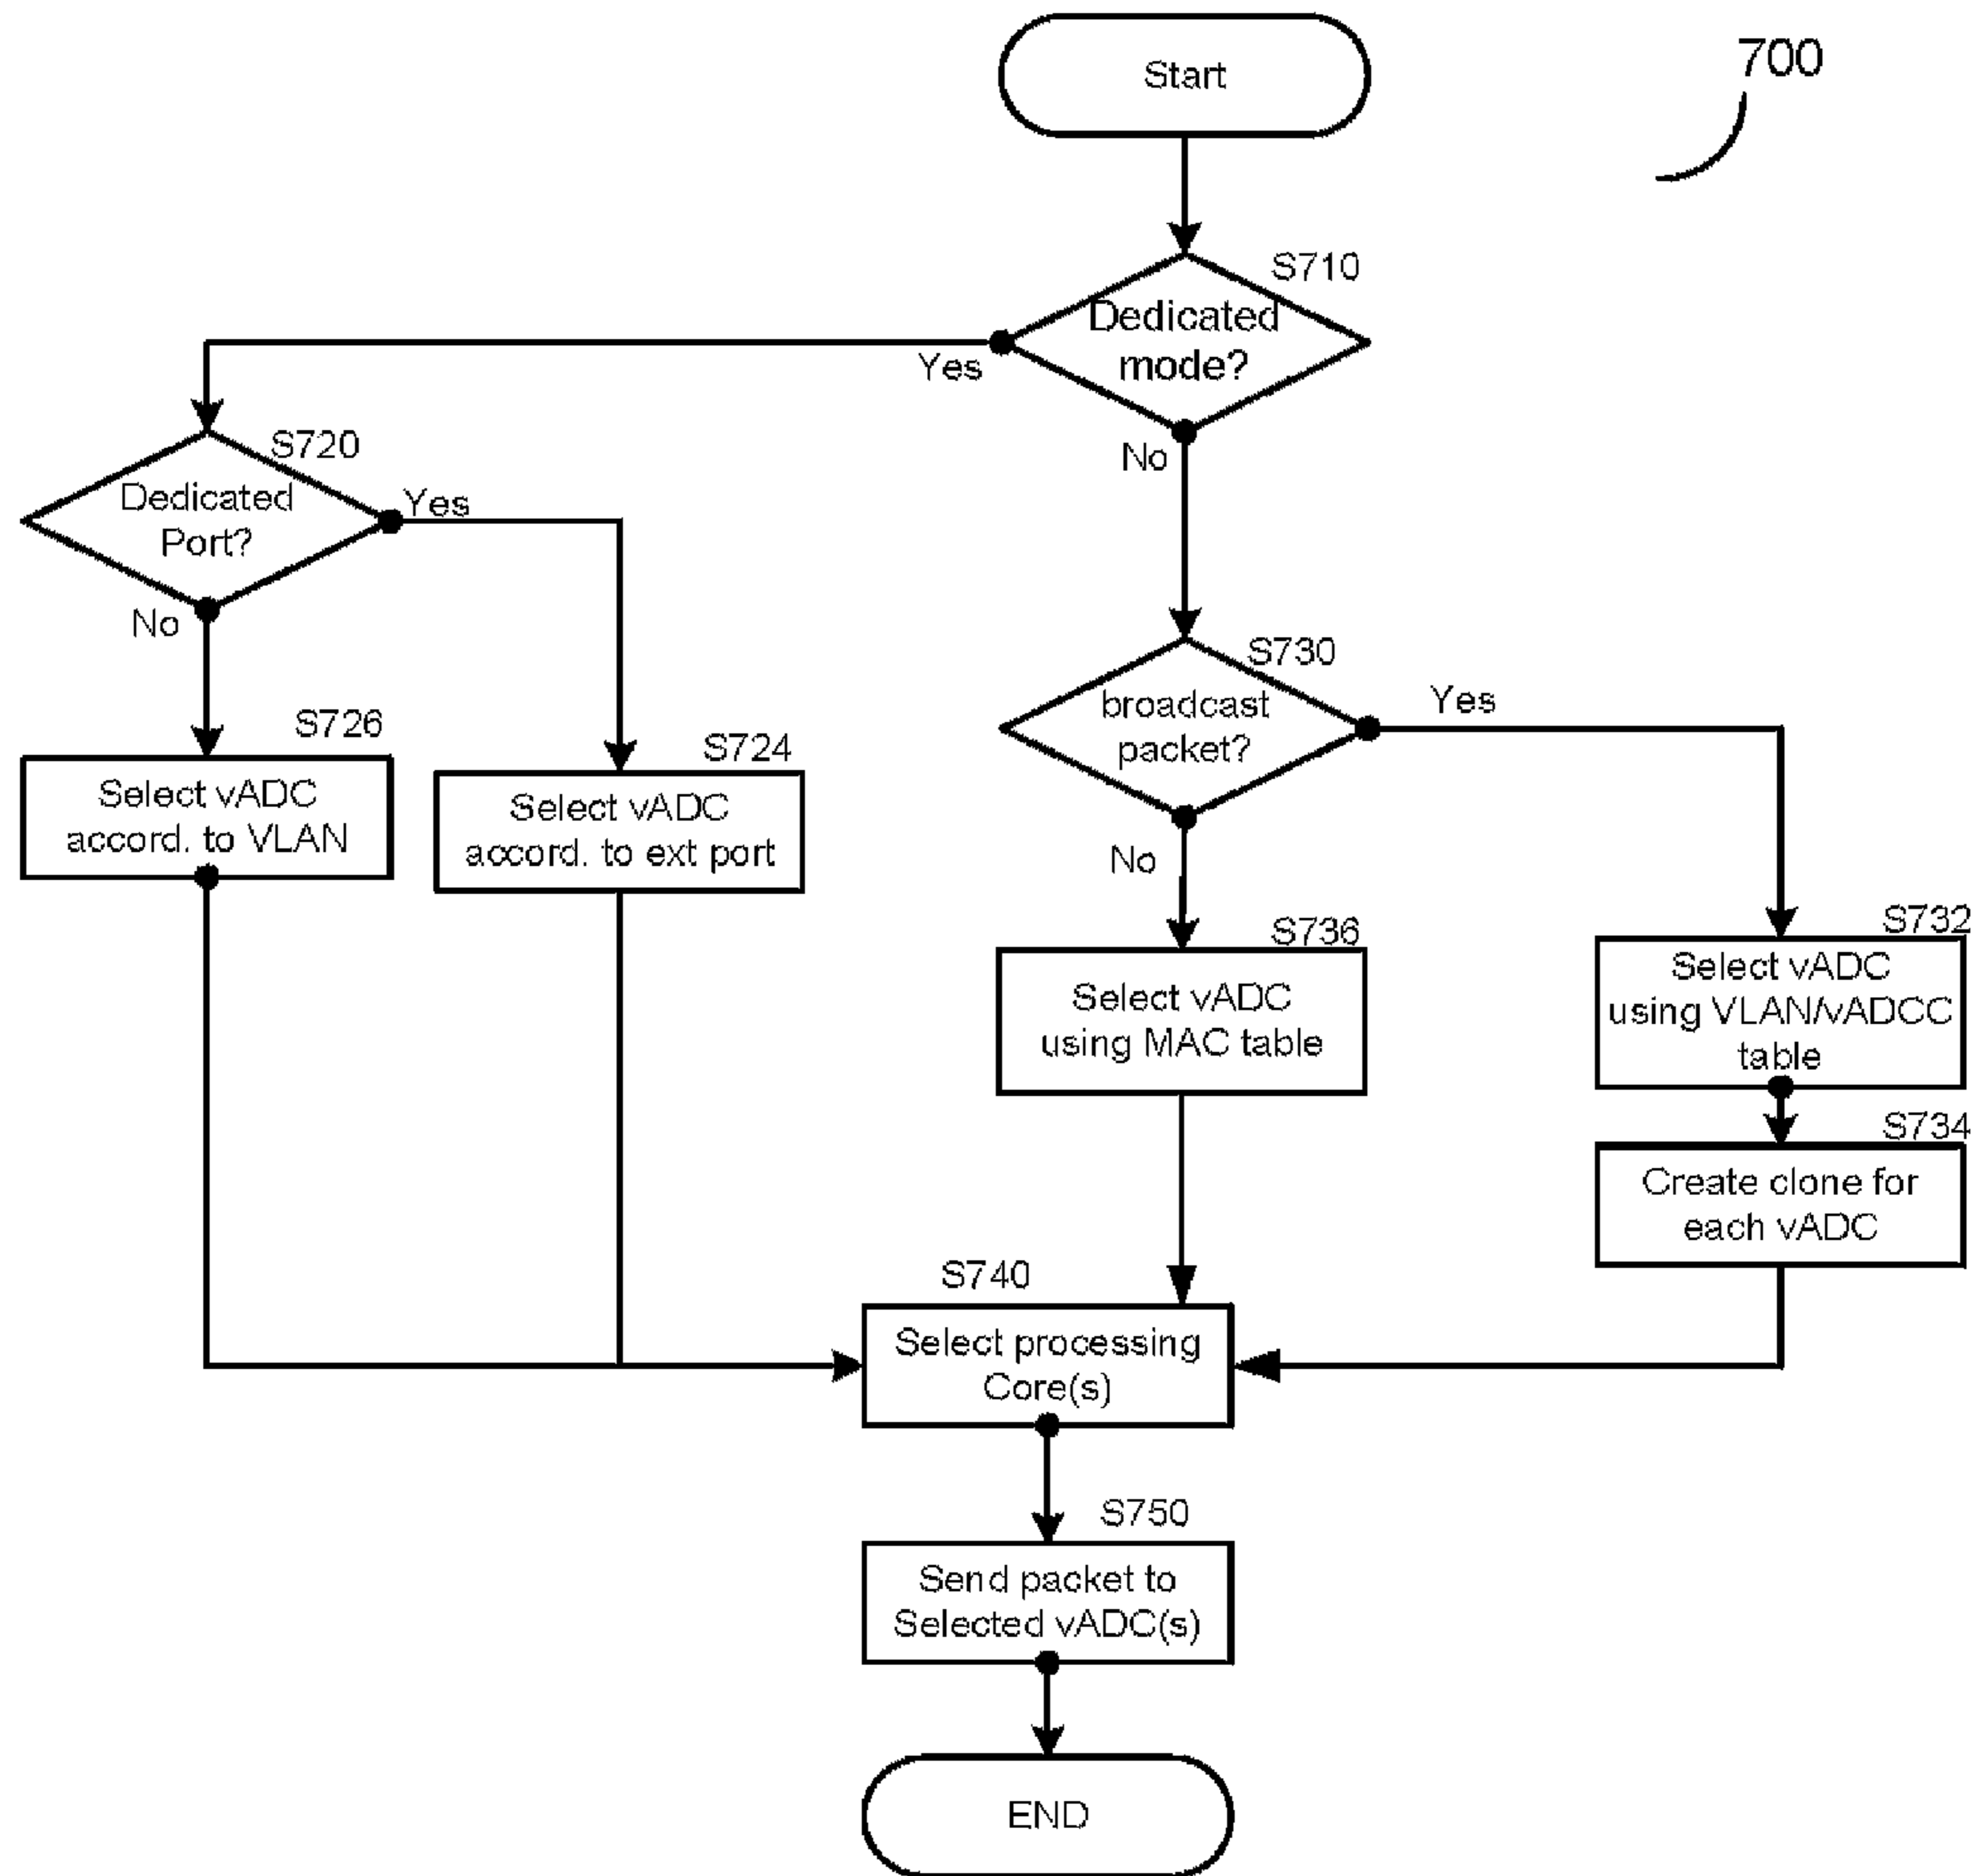 Start
700
S710
Dedicated
mode?
Yes
No
S720
Dedicated
Port?
Yes
No
S730
broadcast
packet?
Yes
No
S726
Select vADC
accord. to VLAN
S724
Select vADC
accord. to ext port
S736
Select vADC
using MAC table
S732
Select vADC
using VLAN/vADCC
table
S734
Create clone for
each vADC
S740
Select processing
Core(s)
S750
Send packet to
Selected vADC(s)
END